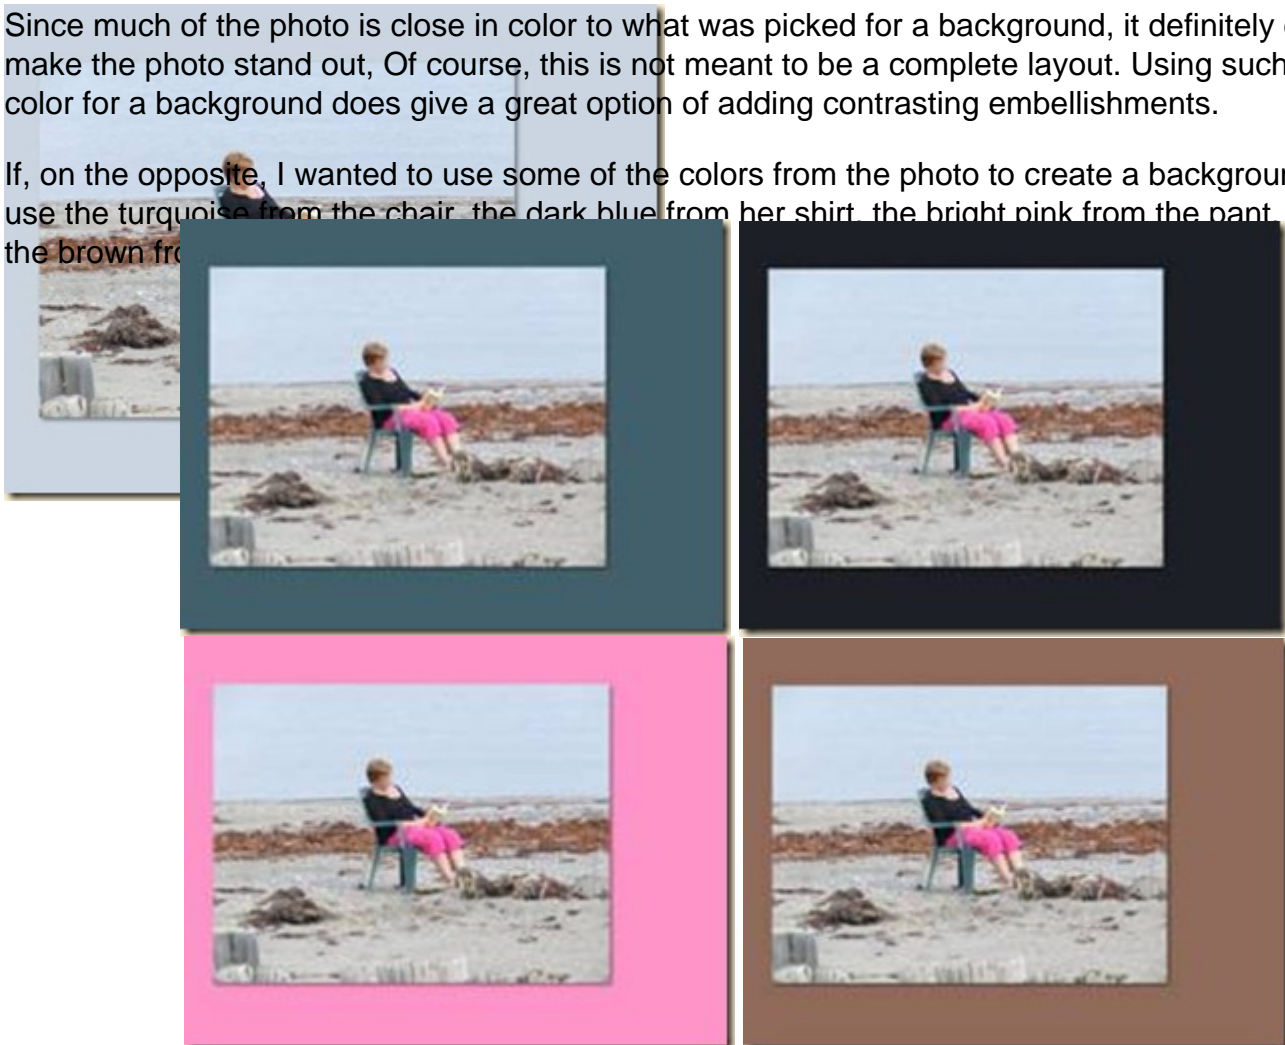 Since much of the photo is close in color to what was picked for a background, it definitely
make the photo stand out, Of course, this is not meant to be a complete layout. Using such
color for a background does give a great option of adding contrasting embellishments.
If, on the opposite, I wanted to use some of the colors from the photo to create a
use the turquoise from the chair, the dark blue from her shirt, the bright pink from the pant,
the brown